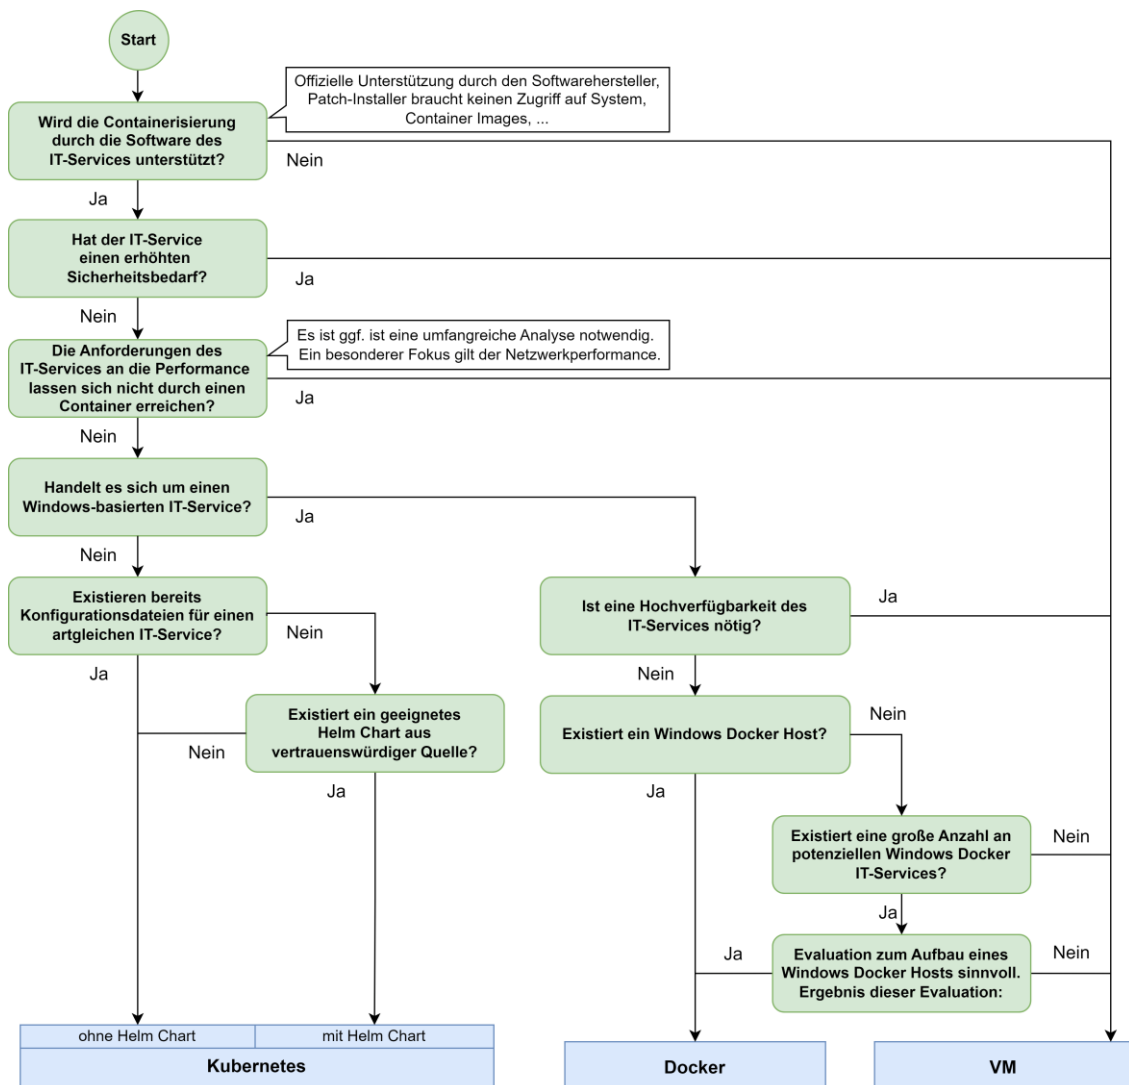 Start
Offizielle Unterstützung durch den Softwarehersteller,
Patch-Installer braucht keinen Zugriff auf System,
Container Images, ...
Wird die Containerisierung
durch die Software des
IT-Services unterstützt?
Nein
Ja
Hat der IT-Service
einen erhöhten
Sicherheitsbedarf?
Ja
Nein
Es ist ggf. ist eine umfangreiche Analyse notwendig.
Ein besonderer Fokus gilt der Netzwerkperformance.
Die Anforderungen des
IT-Services an die Performance
lassen sich nicht durch einen
Container erreichen?
Ja
Nein
Handelt es sich um einen
Windows-basierten IT-Service?
Ja
Nein
Existieren bereits
Konfigurationsdateien für einen
artgleichen IT-Service?
Nein
Ja
Ist eine Hochverfügbarkeit des
IT-Services nötig?
Ja
Nein
Existiert ein geeignetes
Helm Chart aus
vertrauenswürdiger Quelle?
Nein
Ja
Existiert ein Windows Docker Host?
Nein
Ja
Existiert eine große Anzahl an
potenziellen Windows Docker
IT-Services?
Nein
Ja
Evaluation zum Aufbau eines
Windows Docker Hosts sinnvoll.
Ergebnis dieser Evaluation:
Ja
Nein
ohne Helm Chart
mit Helm Chart
Kubernetes
Docker
VM